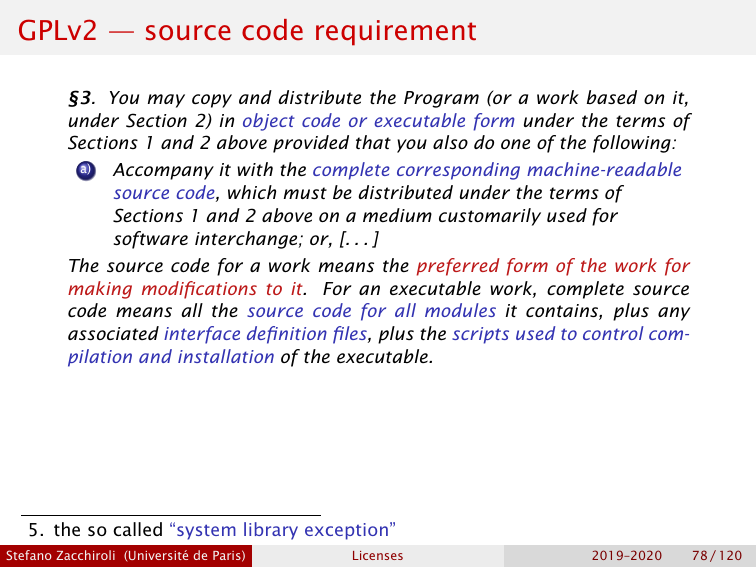 GPLv2 — source code requirement
§3. You may copy and distribute the Program (or a work based on it,
under Section 2) in object code or executable form under the terms of
Sections 1 and 2 above provided that you also do one of the following:
a) Accompany it with the complete corresponding machine-readable
source code, which must be distributed under the terms of
Sections 1 and 2 above on a medium customarily used for
software interchange; or, [...]
The source code for a work means the preferred form of the work for
making modifications to it. For an executable work, complete source
code means all the source code for all modules it contains, plus any
associated interface definition files, plus the scripts used to control com-
pilation and installation of the executable.
5. the so called “system library exception”
Stefano Zacchiroli (Université de Paris) Licenses 2019–2020 78 / 120